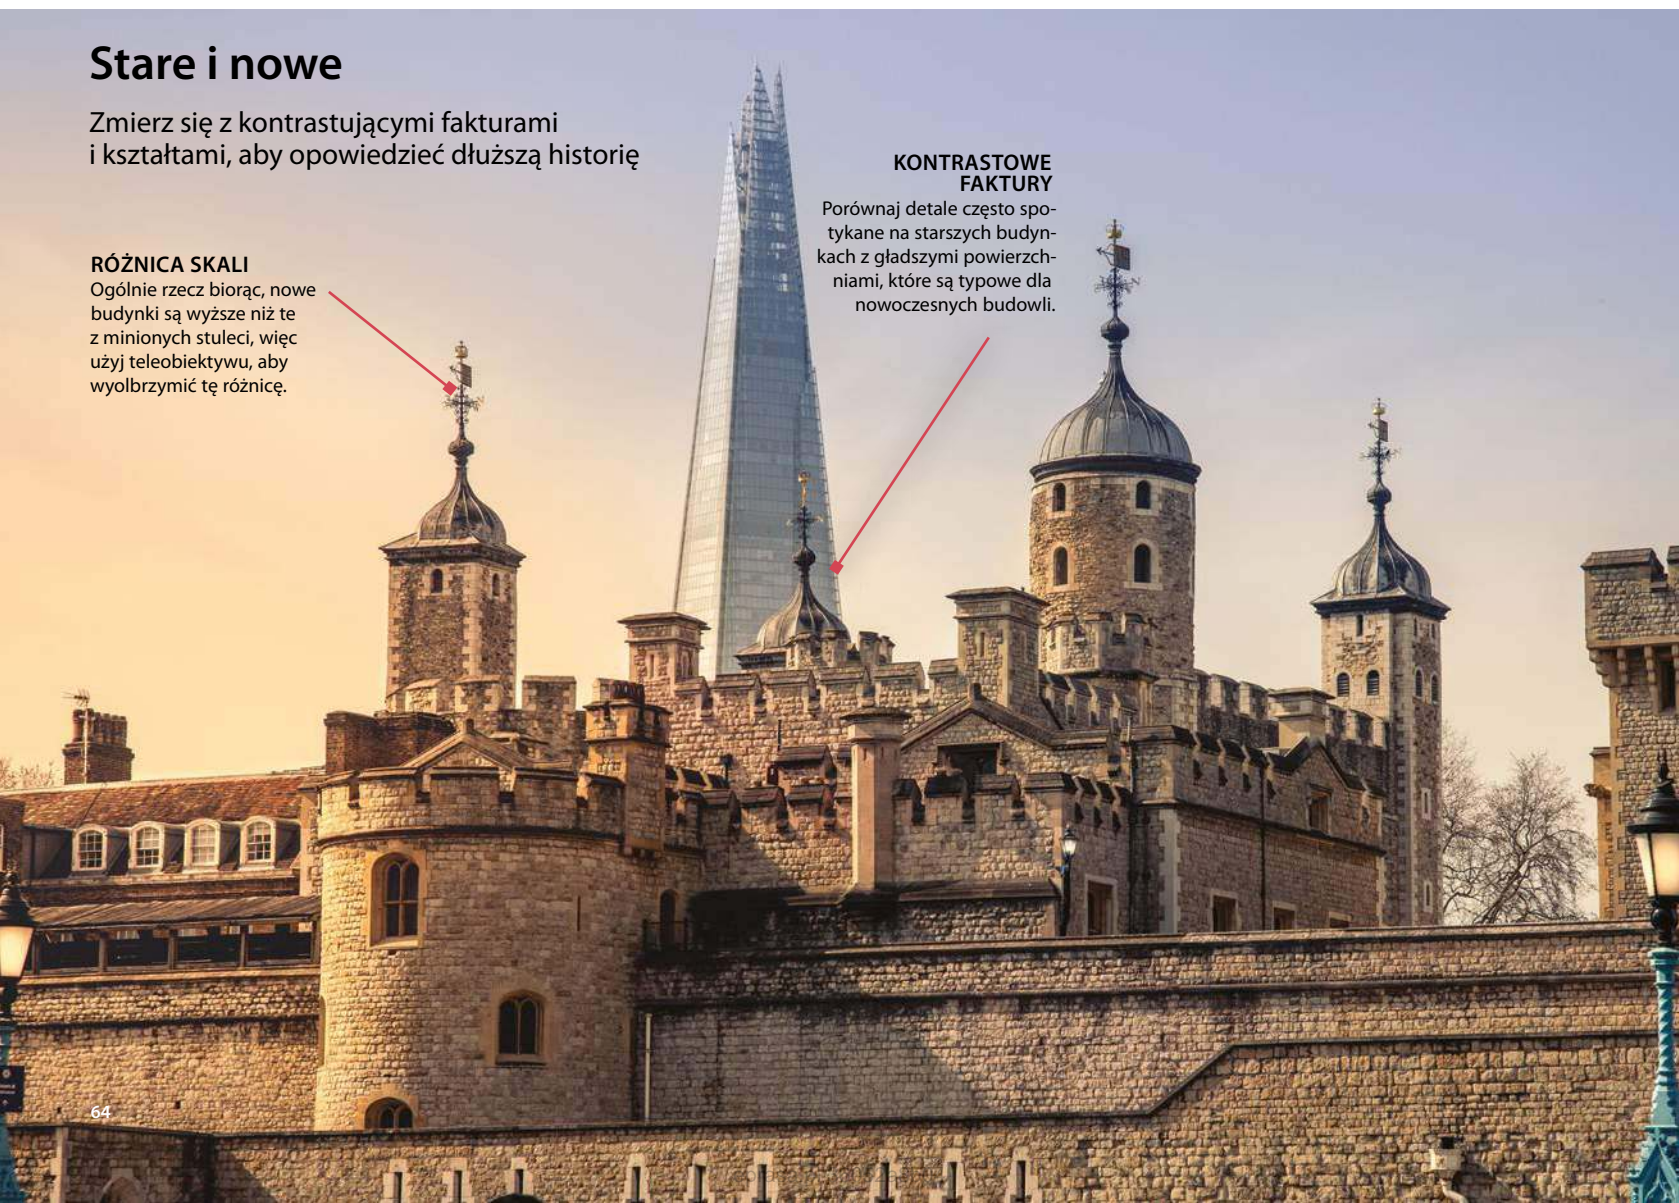 Stare i nowe
Zmierz się z kontrastującymi fakturami
i kształtami, aby opowiedzieć dłuższą historię
RÓŻNICA SKALI
Ogólnie rzecz biorąc, nowe
budynki są wyższe niż te
z minionych stuleci, więc
użyj teleobiektywu, aby
wyolbrzymić tę różnicę.
KONTRASTOWE
FAKTURY
Porównaj detale często spo-
tykane na starszych budyn-
kach z gładszymi powierzch-
niami, które są typowe dla
nowoczesnych budowli.
64